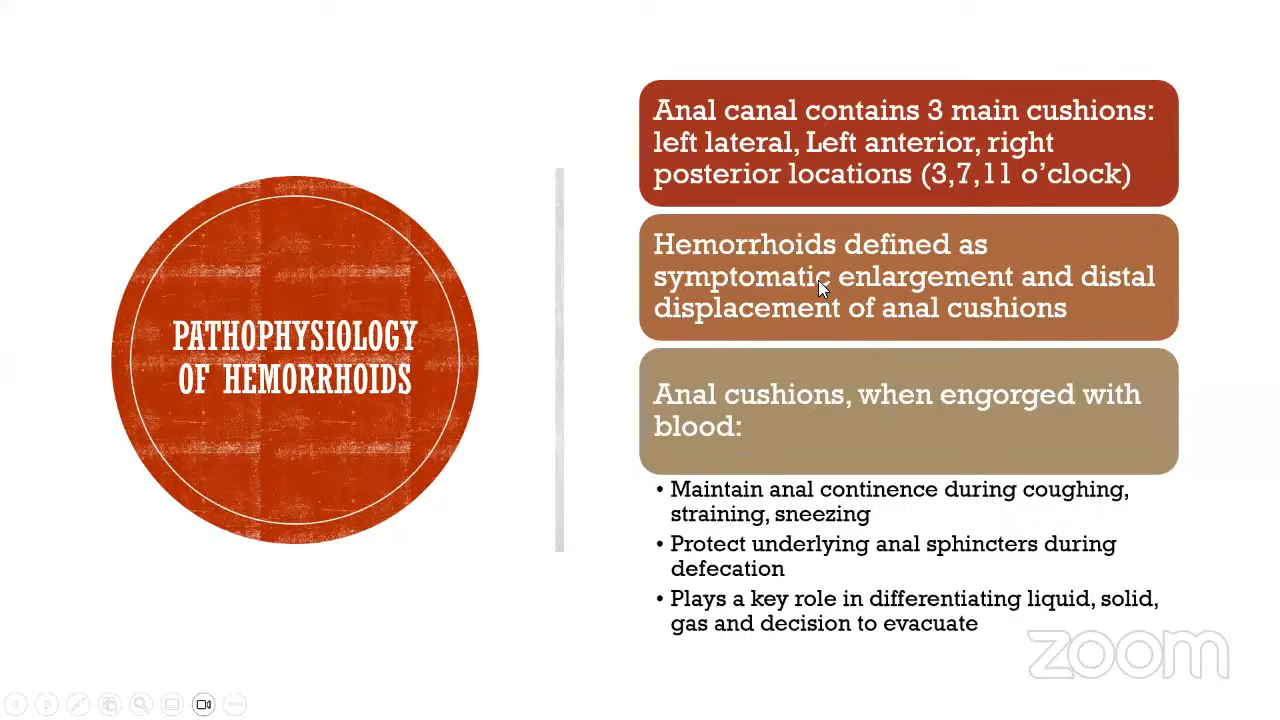 PATHOPHYSIOLOGY
OF HEMORRHOIDS
Anal canal contains 3 main cushions:
left lateral, Left anterior, right
posterior locations (3,7,11 o'clock)
Hemorrhoids defined as
symptomatic enlargement and distal
displacement of anal cushions
Anal cushions, when engorged with
blood:
• Maintain anal continence during coughing,
straining, sneezing
• Protect underlying anal sphincters during
defecation
• Plays a key role in differentiating liquid, solid,
gas and decision to evacuate
zoom